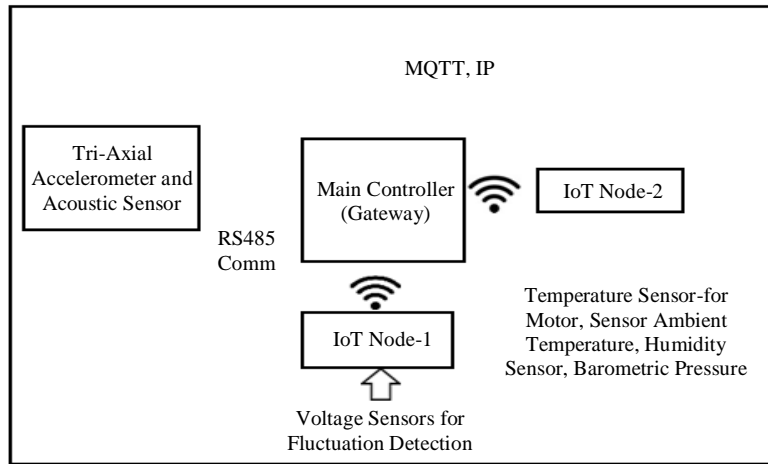 MQTT, IP
Tri-Axial
Accelerometer and
Acoustic Sensor
Main Controller
(Gateway)
IoT Node-2
RS485
Comm
IoT Node-1
Temperature Sensor-for
Motor, Sensor Ambient
Temperature, Humidity
Sensor, Barometric Pressure
Voltage Sensors for
Fluctuation Detection